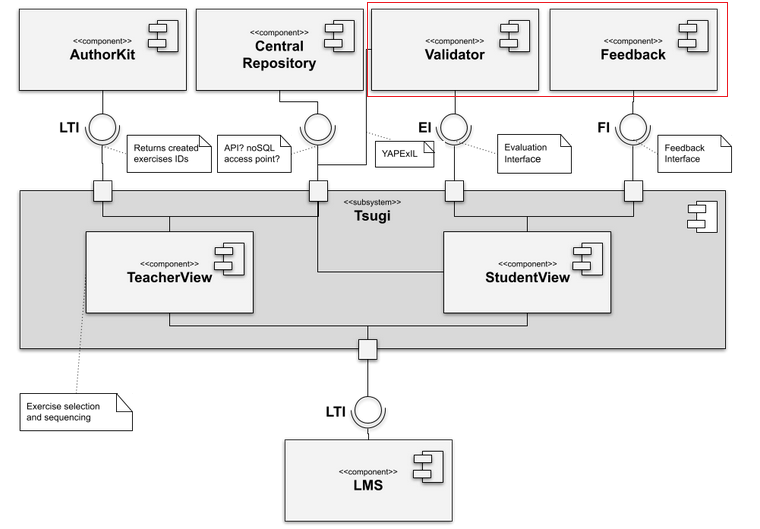 <<component>>
AuthorKit
<<component>>
Central
Repository
<<component>>
Validator
<<component>>
Feedback
LTI
EI
FI
Returns created
exercises IDs
API? noSQL
access point?
YAPExIL
Evaluation
Interface
Feedback
Interface
<<subsystem>>
Tsugi
<<component>>
TeacherView
<<component>>
StudentView
Exercise selection
and sequencing
LTI
<<component>>
LMS